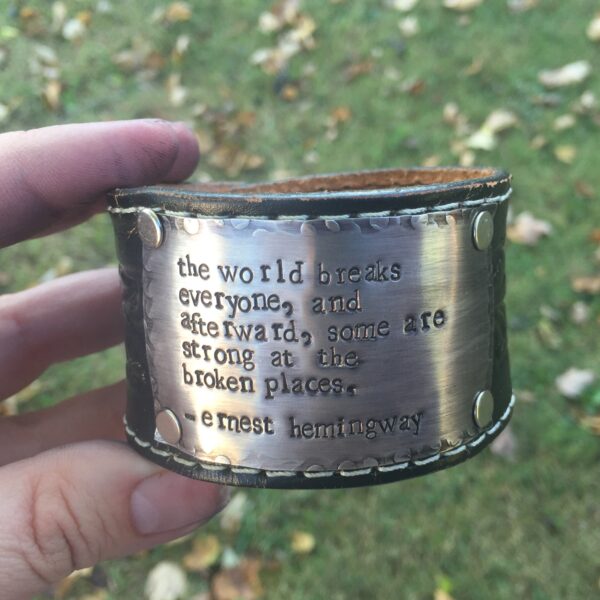 the world breaks
everyone, and
afterward, some are
strong at the
broken places.
- ernest hemingway